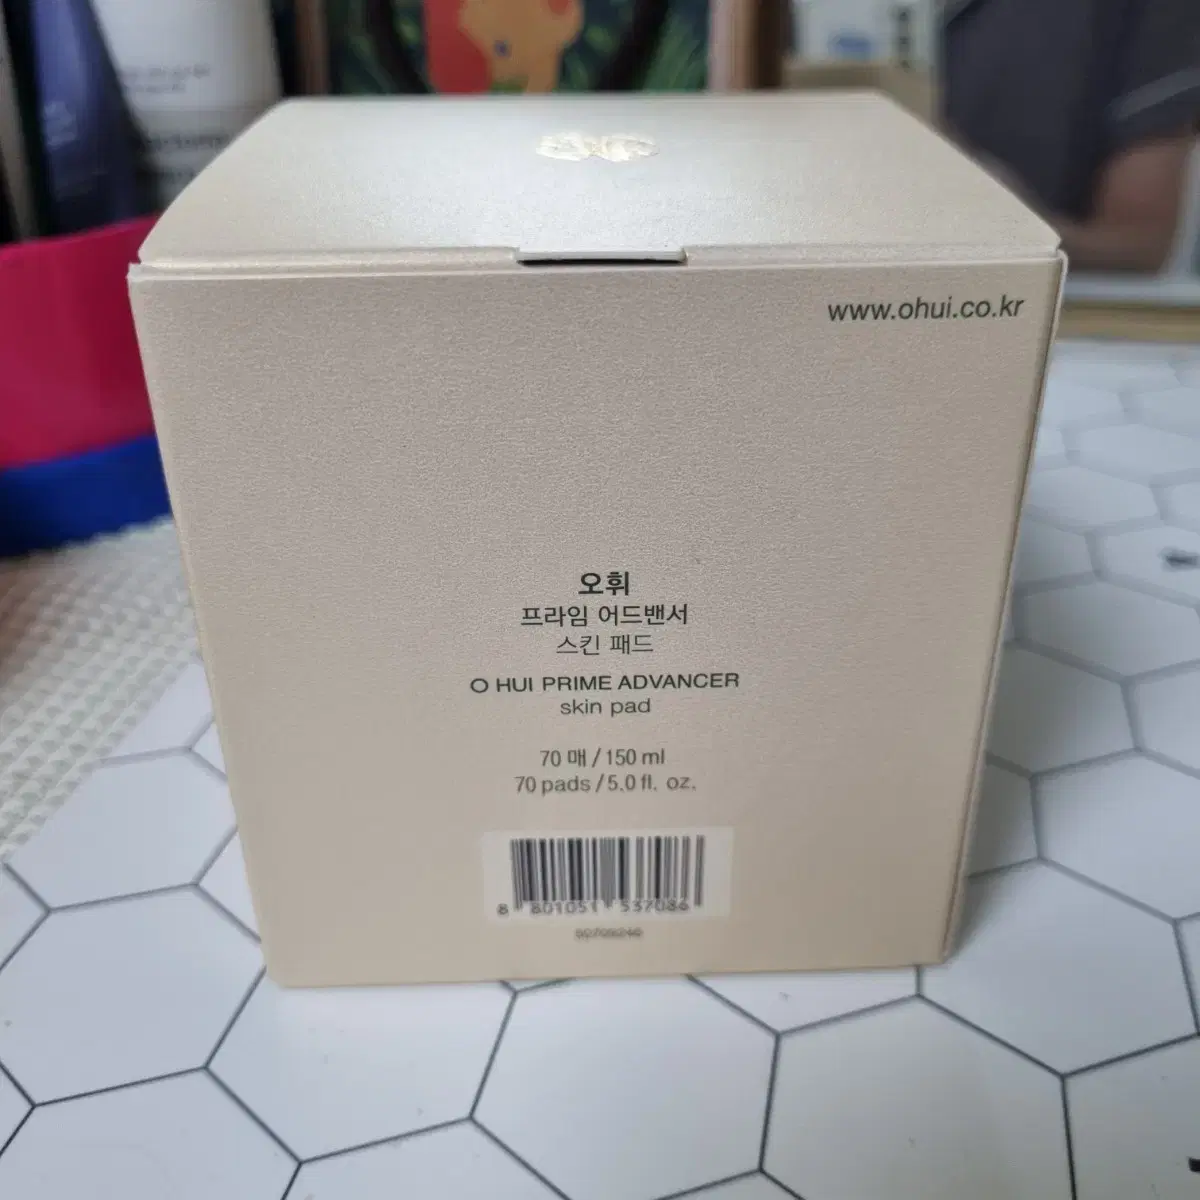 www.ohui.co.kr
오휘
프라임 어드밴서
스킨 패드
O HUI PRIME ADVANCER
skin pad
70 매 / 150 ml
70 pads / 5.0 fl. oz.
8 801051 537086